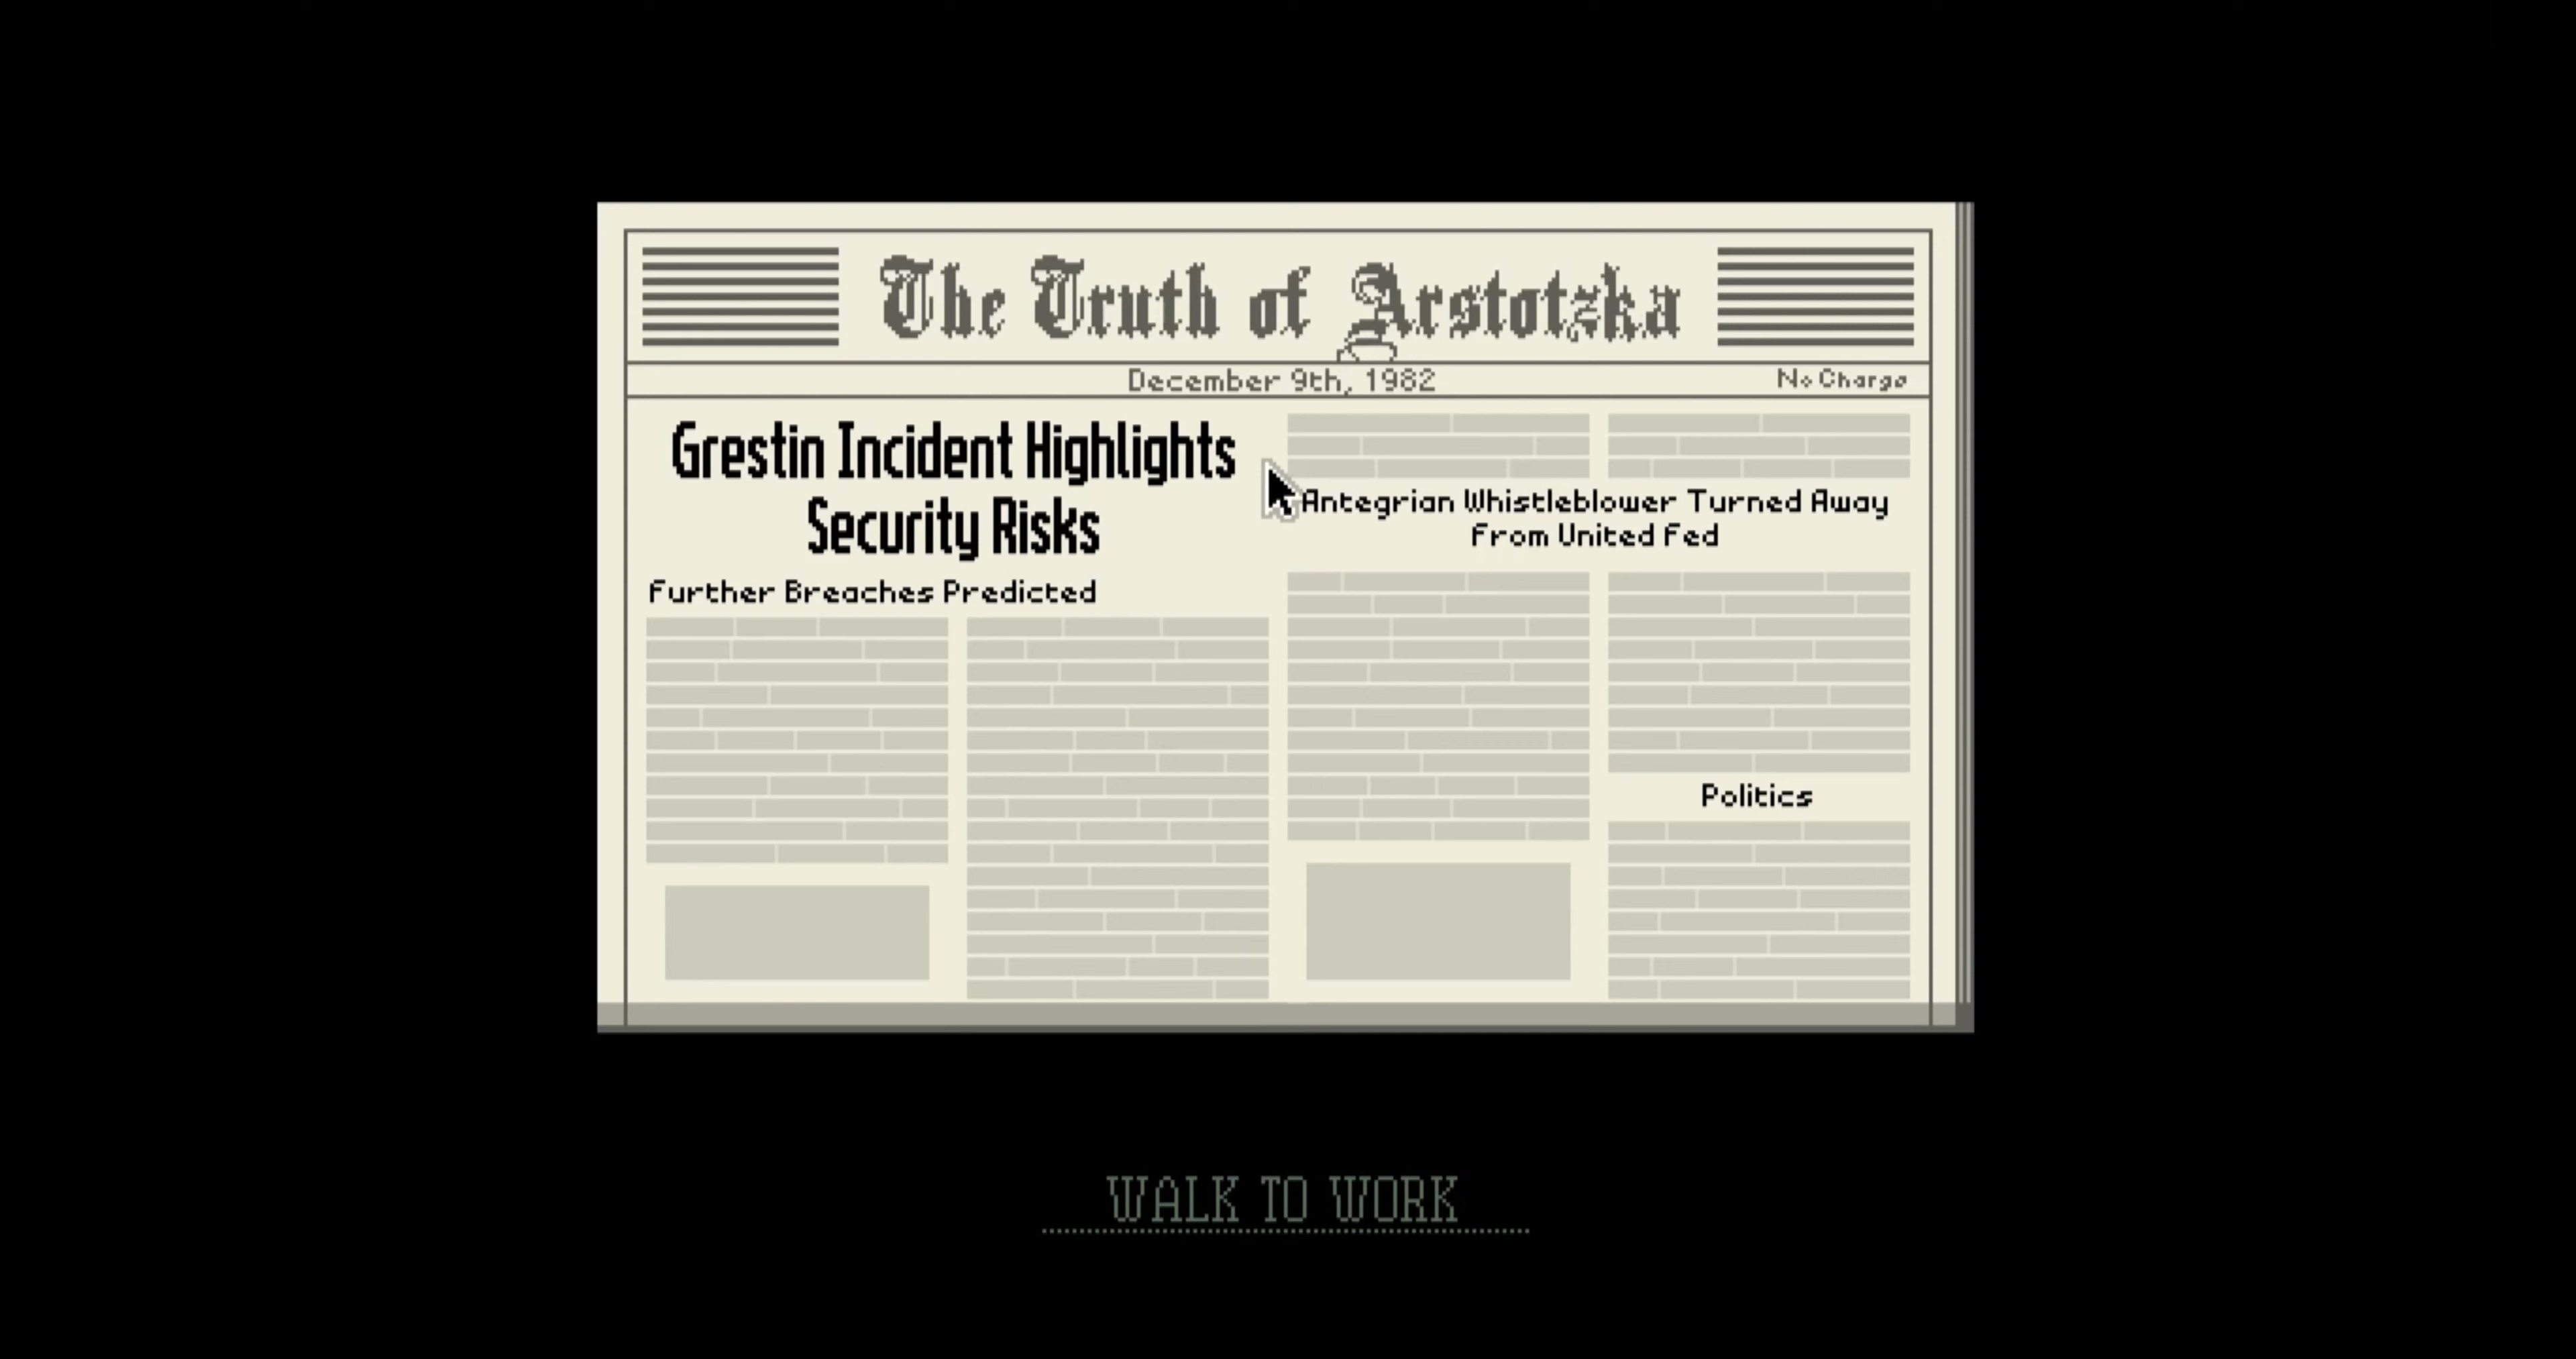 The Truth of Arstotzka
December 9th, 1982
No Charge
Grestin Incident Highlights
Security Risks
Further Breaches Predicted
Antegrian Whistleblower Turned Away
From United Fed
Politics
WALK TO WORK